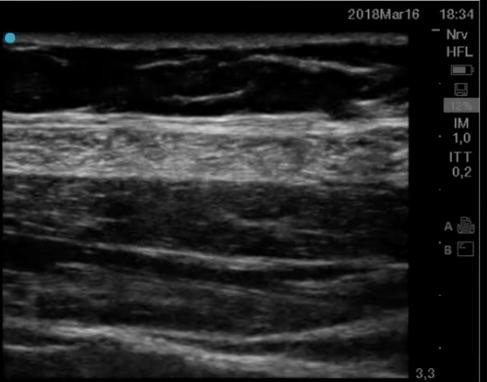 2018Mar16 18:34
Nrv
HFL
12%
IM
1,0
ITT
0,2
A
B
3,3